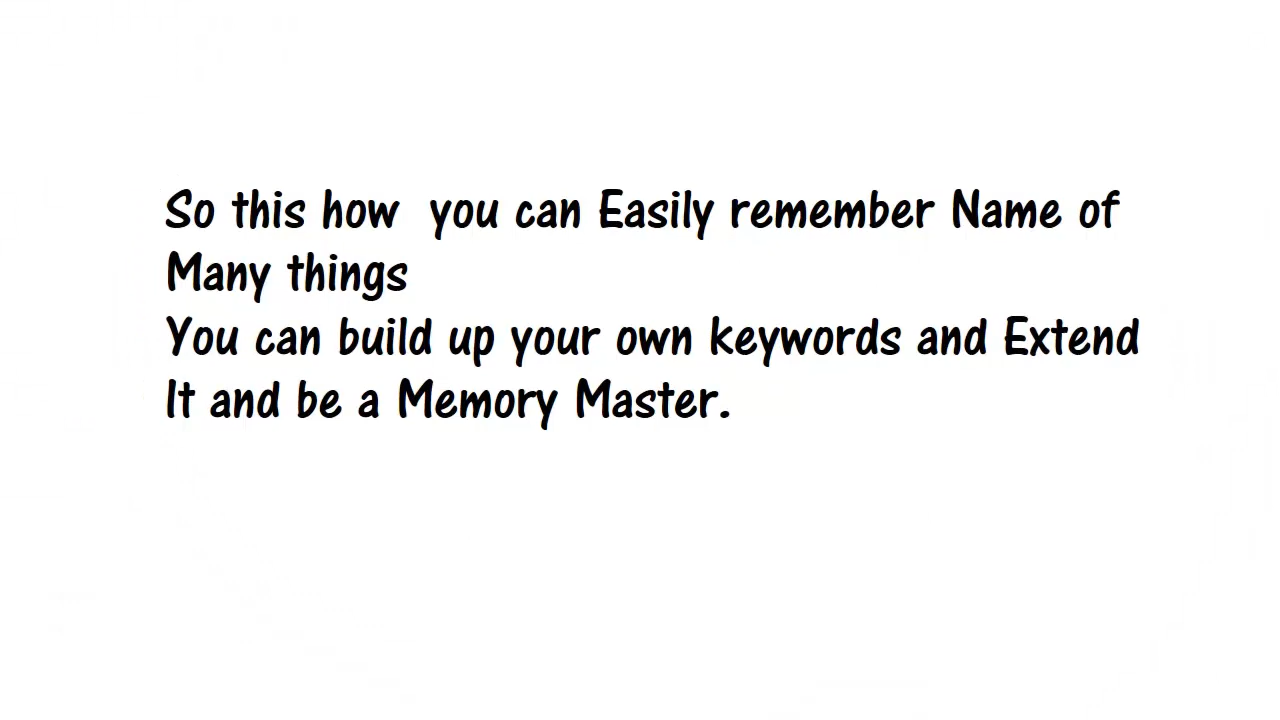 So this how  you can Easily remember Name of
Many things
You can build up your own keywords and Extend
It and be a Memory Master.